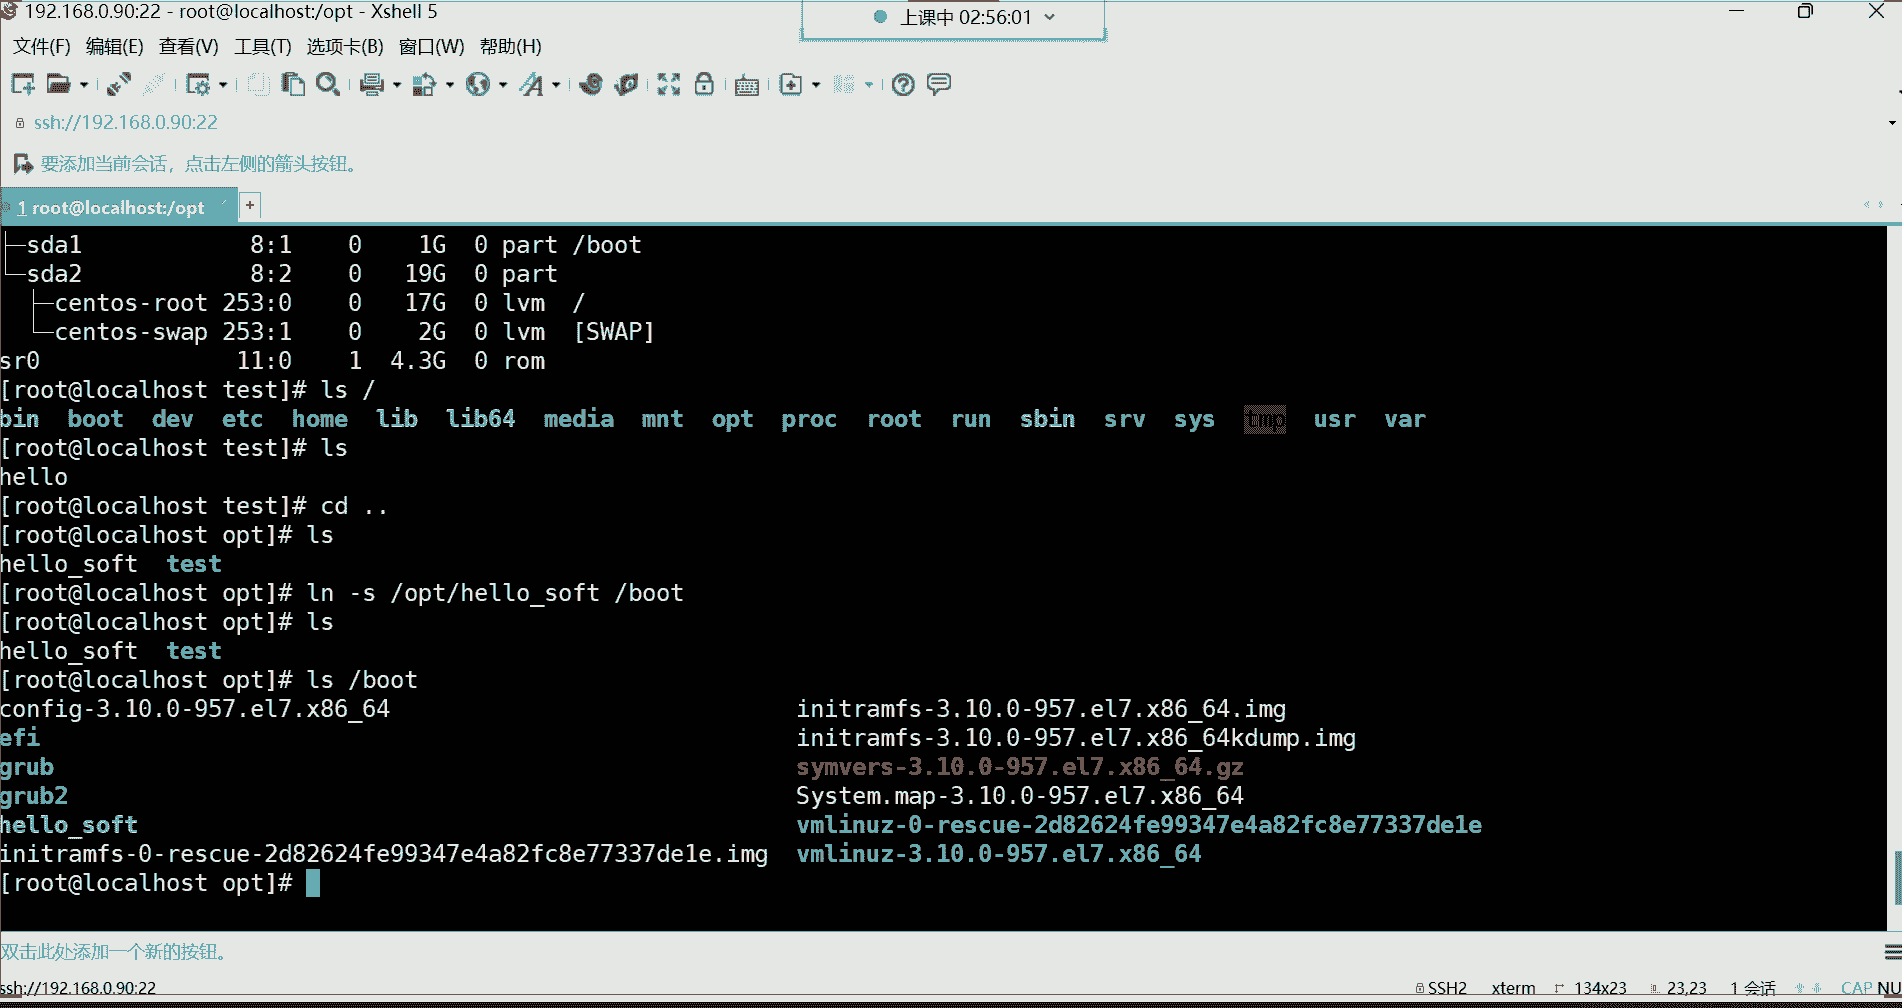 192.168.0.90:22 - root@localhost:/opt - Xshell 5
上课中 02:56:01
文件(F) 编辑(E) 查看(V) 工具(T) 选项卡(B) 窗口(W) 帮助(H)
ssh://192.168.0.90:22
要添加当前会话，点击左侧的箭头按钮。
1 root@localhost:/opt
├─sda1            8:1    0    1G  0 part /boot
└─sda2            8:2    0   19G  0 part
  ├─centos-root 253:0    0   17G  0 lvm  /
  └─centos-swap 253:1    0    2G  0 lvm  [SWAP]
sr0              11:0    1  4.3G  0 rom
[root@localhost test]# ls /
bin  boot  dev  etc  home  lib  lib64  media  mnt  opt  proc  root  run  sbin  srv  sys  tmp  usr  var
[root@localhost test]# ls
hello
[root@localhost test]# cd ..
[root@localhost opt]# ls
hello_soft  test
[root@localhost opt]# ln -s /opt/hello_soft /boot
[root@localhost opt]# ls
hello_soft  test
[root@localhost opt]# ls /boot
config-3.10.0-957.el7.x86_64                             initramfs-3.10.0-957.el7.x86_64.img
efi                                                      initramfs-3.10.0-957.el7.x86_64kdump.img
grub                                                     symvers-3.10.0-957.el7.x86_64.gz
grub2                                                    System.map-3.10.0-957.el7.x86_64
hello_soft                                               vmlinuz-0-rescue-2d82624fe99347e4a82fc8e77337de1e
initramfs-0-rescue-2d82624fe99347e4a82fc8e77337de1e.img  vmlinuz-3.10.0-957.el7.x86_64
[root@localhost opt]#
双击此处添加一个新的按钮。
ssh://192.168.0.90:22 SSH2 xterm 134x23 23,23 1 会话 CAP NU